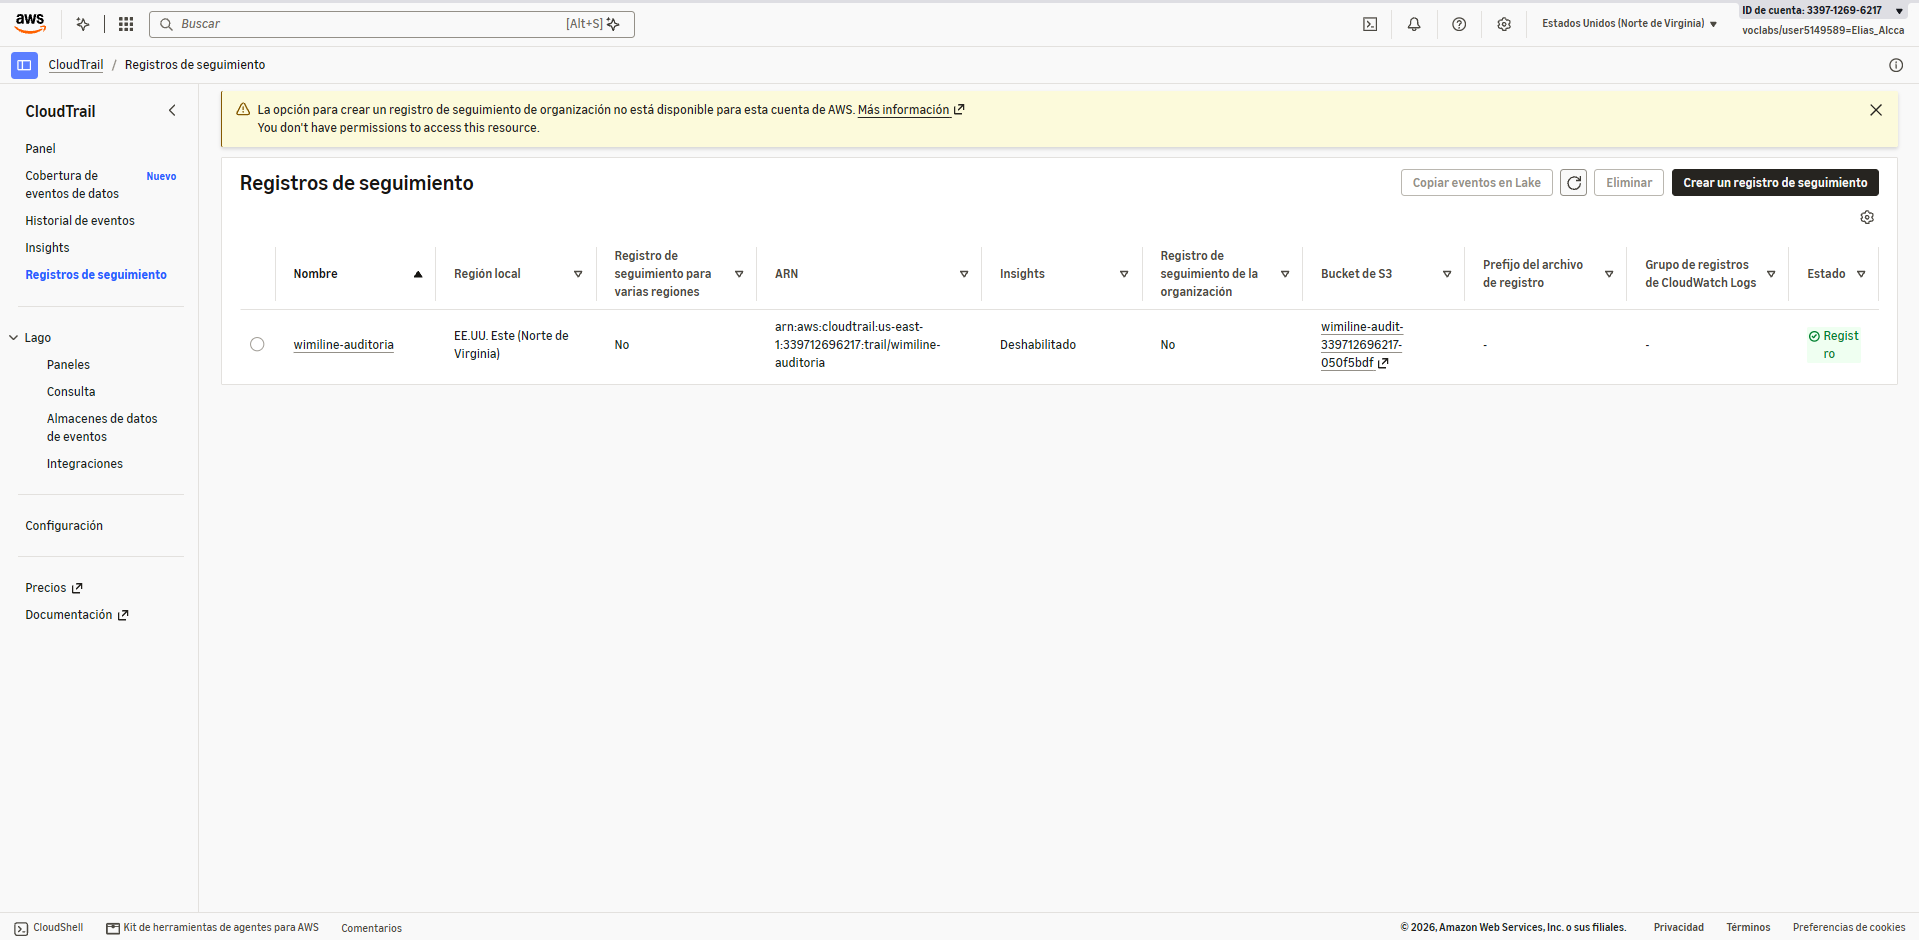 aws
Buscar
[Alt+S]
Estados Unidos (Norte de Virginia)
ID de cuenta: 3397-1269-6217
voclabs/user5149589=Elias_Alcca
CloudTrail / Registros de seguimiento
CloudTrail
Panel
Cobertura de
eventos de datos
Nuevo
Historial de eventos
Insights
Registros de seguimiento
Lago
Paneles
Consulta
Almacenes de datos
de eventos
Integraciones
Configuración
Precios
Documentación
La opción para crear un registro de seguimiento de organización no está disponible para esta cuenta de AWS. Más información
You don't have permissions to access this resource.
Registros de seguimiento
Copiar eventos en Lake
Eliminar
Crear un registro de seguimiento
Nombre
Región local
Registro de
seguimiento para
varias regiones
ARN
Insights
Registro de
seguimiento de la
organización
Bucket de S3
Prefijo del archivo
de registro
Grupo de registros
de CloudWatch Logs
Estado
wimiline-auditoria
EE.UU. Este (Norte de
Virginia)
No
arn:aws:cloudtrail:us-east-
1:339712696217:trail/wimiline-
auditoria
Deshabilitado
No
wimiline-audit-
339712696217-
050f5bdf
-
-
Regist
ro
CloudShell
Kit de herramientas de agentes para AWS
Comentarios
© 2026, Amazon Web Services, Inc. o sus filiales.
Privacidad
Términos
Preferencias de cookies